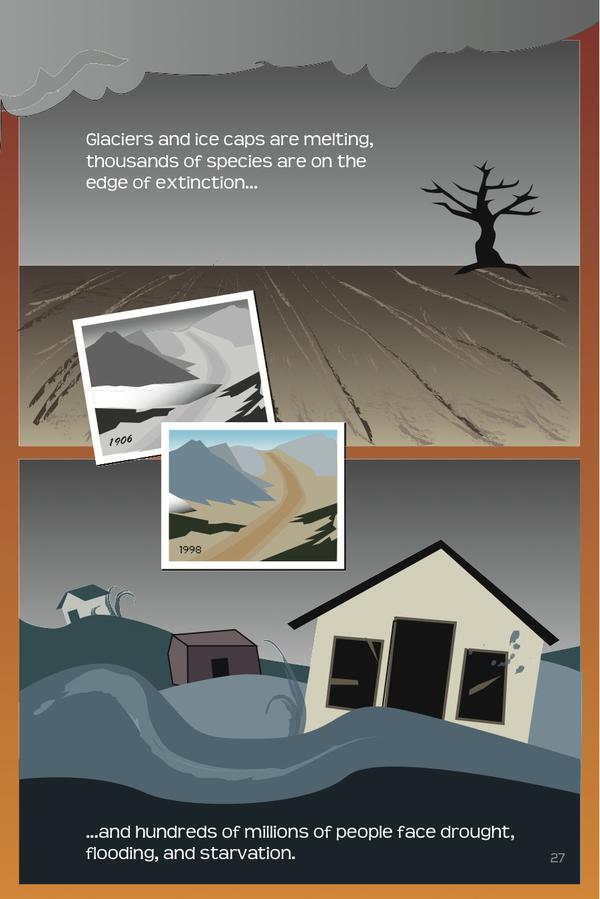 Glaciers and ice caps are melting,
thousands of species are on the
edge of extinction...
1906
1998
...and hundreds of millions of people face drought,
flooding, and starvation.
27